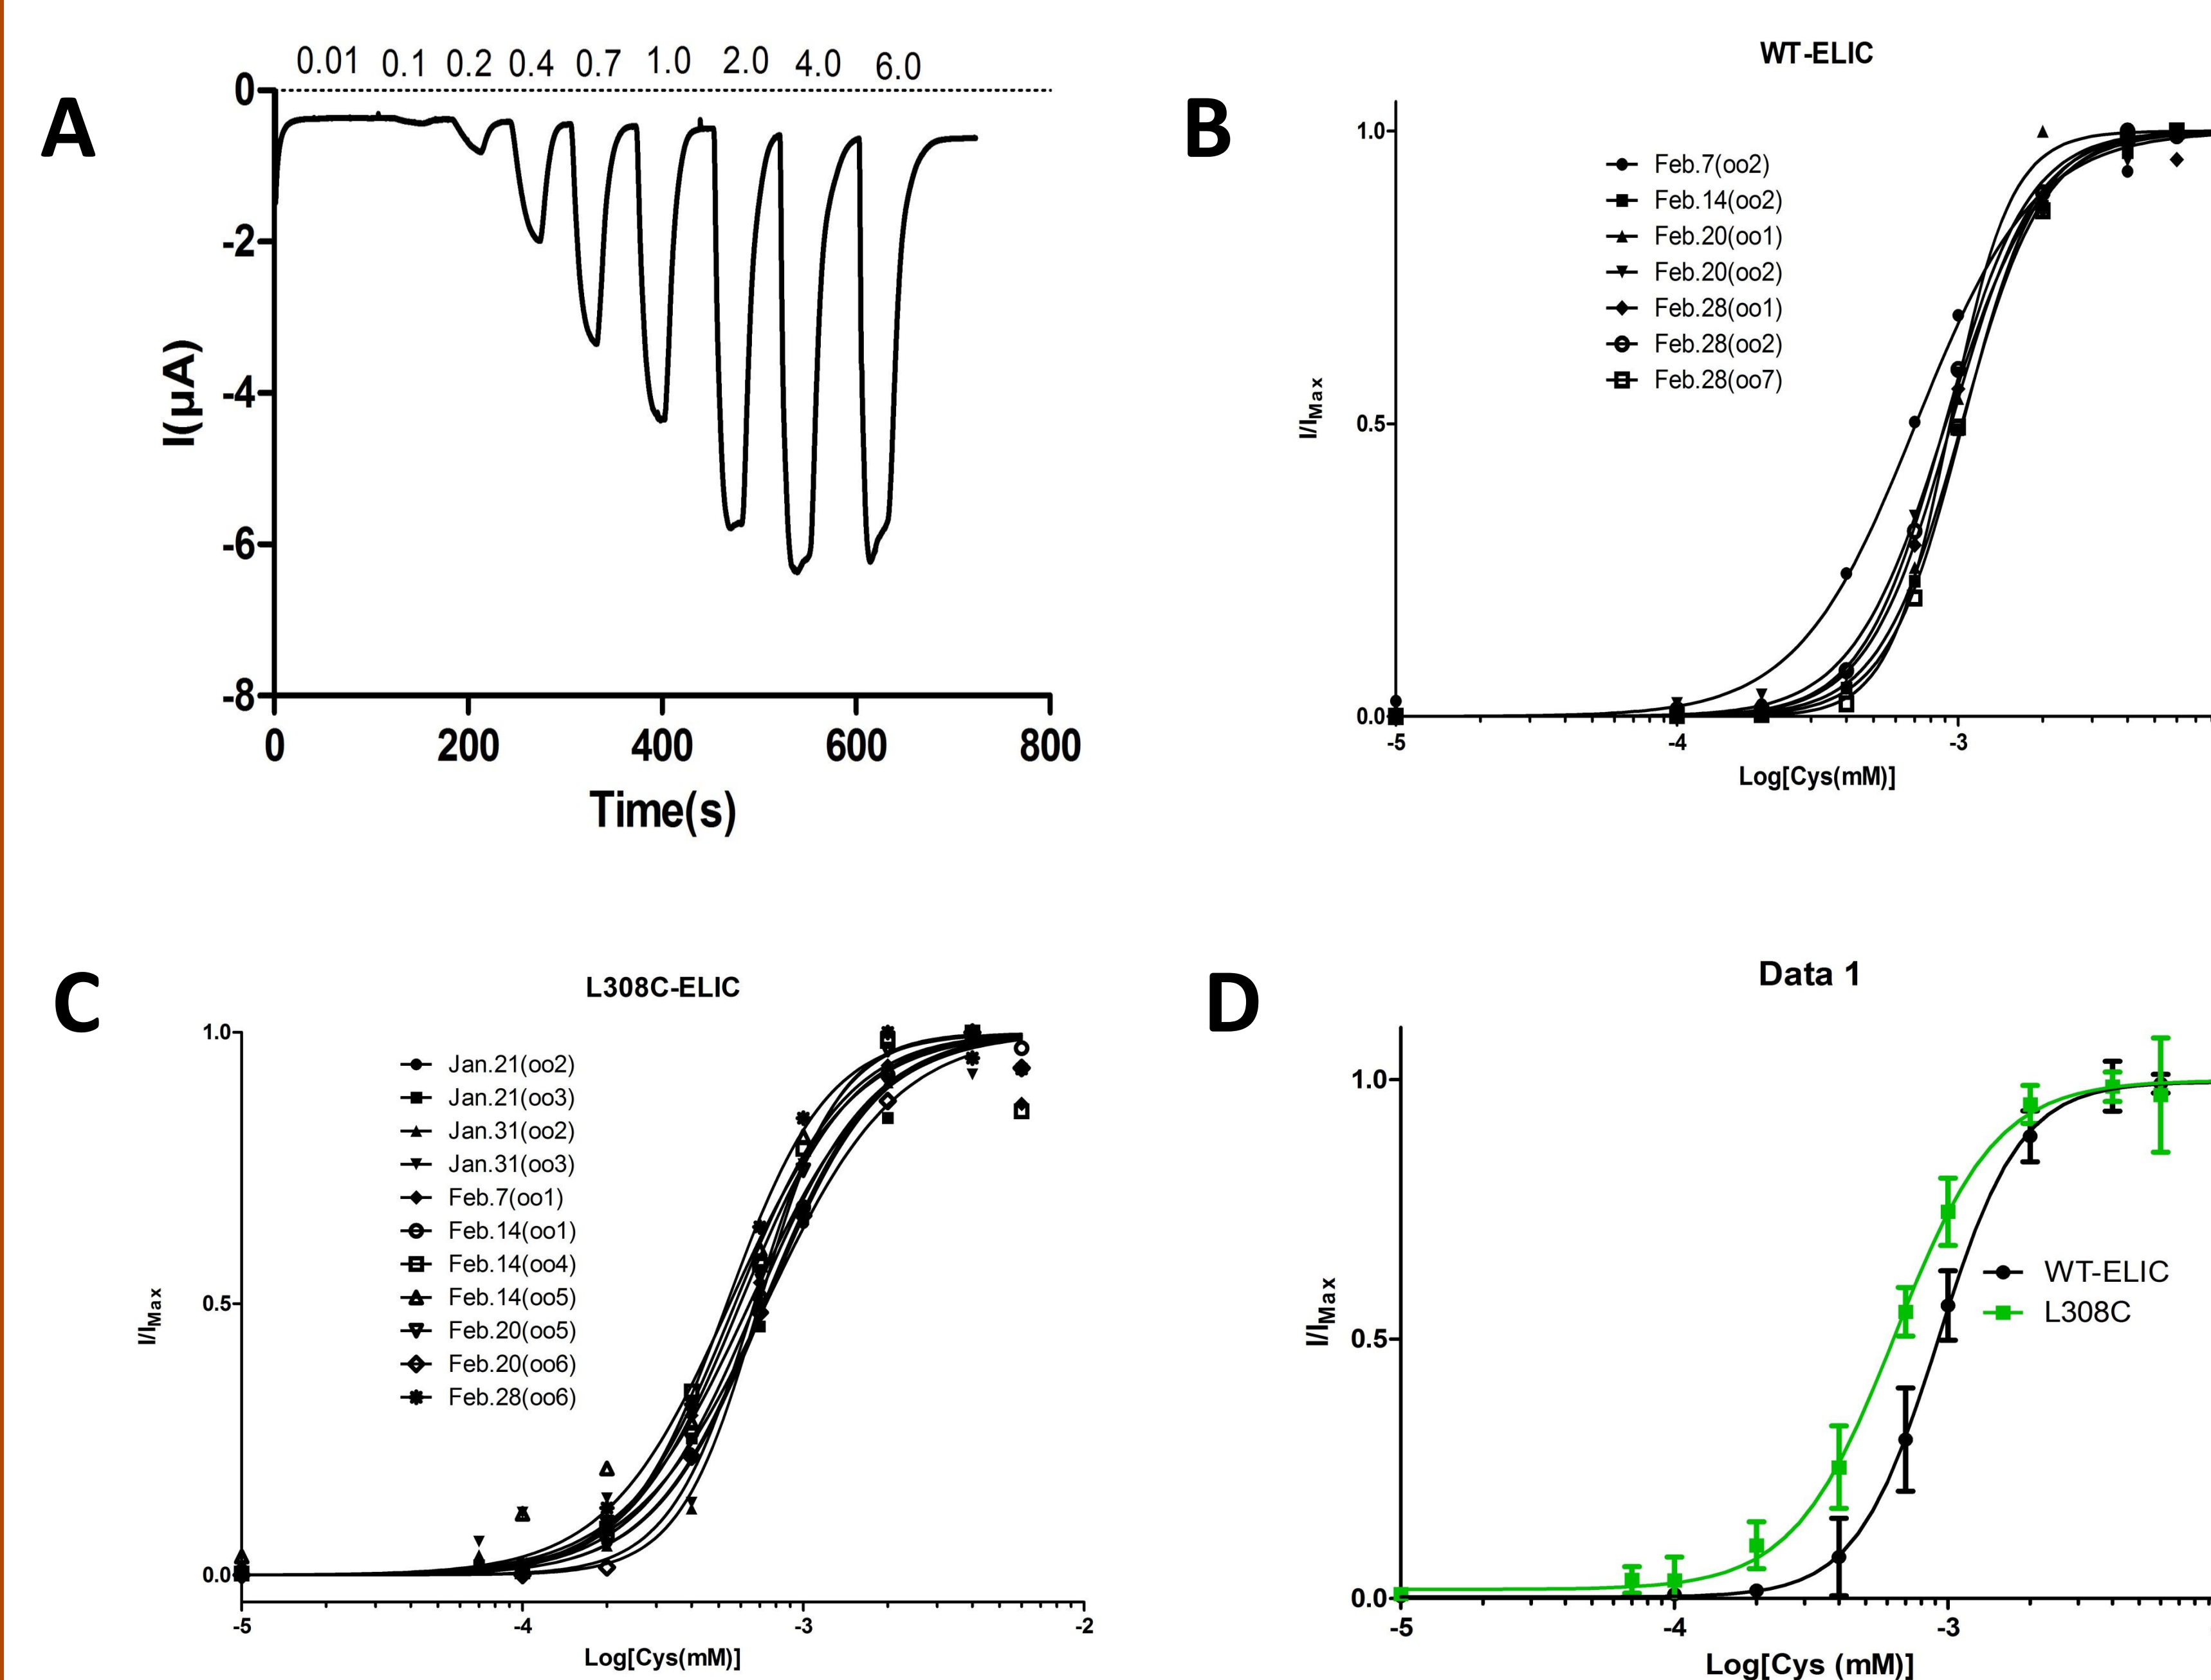 A
0.01 0.1 0.2 0.4 0.7 1.0 2.0 4.0 6.0
0
-2
-4
-6
-8
I(µA)
0 200 400 600 800
Time(s)
B
WT-ELIC
1.0
0.5
0.0
I/IMax
Feb.7(oo2)
Feb.14(oo2)
Feb.20(oo1)
Feb.20(oo2)
Feb.28(oo1)
Feb.28(oo2)
Feb.28(oo7)
-5 -4 -3
Log[Cys(mM)]
C
L308C-ELIC
1.0
0.5
0.0
I/IMax
Jan.21(oo2)
Jan.21(oo3)
Jan.31(oo2)
Jan.31(oo3)
Feb.7(oo1)
Feb.14(oo1)
Feb.14(oo4)
Feb.14(oo5)
Feb.20(oo5)
Feb.20(oo6)
Feb.28(oo6)
-5 -4 -3 -2
Log[Cys(mM)]
D
Data 1
1.0
0.5
0.0
I/IMax
WT-ELIC
L308C
-5 -4 -3
Log[Cys (mM)]